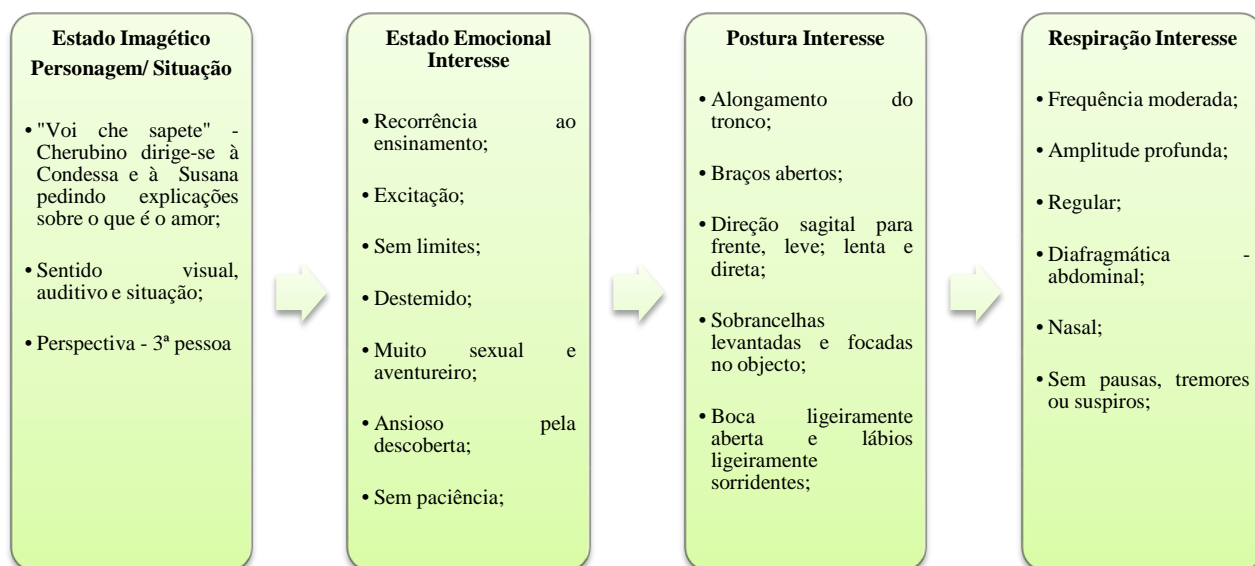 Estado Imagético
Personagem/ Situação
• "Voi che sapete" -
Cherubino dirige-se à
Condessa e à Susana
pedindo explicações
sobre o que é o amor;
• Sentido visual,
auditivo e situação;
• Perspectiva - 3ª pessoa
Estado Emocional
Interesse
• Recorrência ao
ensinamento;
• Excitação;
• Sem limites;
• Destemido;
• Muito sexual e
aventureiro;
• Ansioso pela
descoberta;
• Sem paciência;
Postura Interesse
• Alongamento do
tronco;
• Braços abertos;
• Direção sagital para
frente, leve; lenta e
direta;
• Sobrancelhas
levantadas e focadas
no objecto;
• Boca ligeiramente
aberta e lábios
ligeiramente
sorridentes;
Respiração Interesse
• Frequência moderada;
• Amplitude profunda;
• Regular;
• Diafragmática -
abdominal;
• Nasal;
• Sem pausas, tremores
ou suspiros;